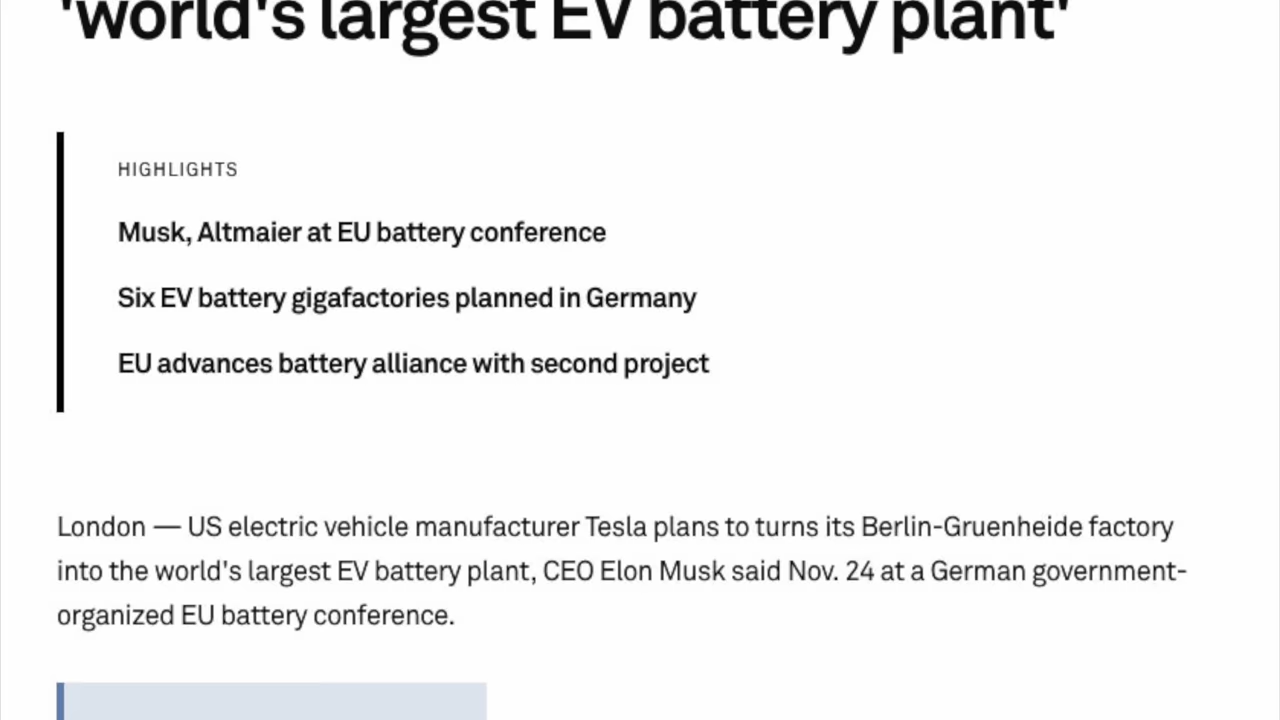 'world's largest EV battery plant'
HIGHLIGHTS
Musk, Altmaier at EU battery conference
Six EV battery gigafactories planned in Germany
EU advances battery alliance with second project
London — US electric vehicle manufacturer Tesla plans to turns its Berlin-Gruenheide factory
into the world's largest EV battery plant, CEO Elon Musk said Nov. 24 at a German government-
organized EU battery conference.